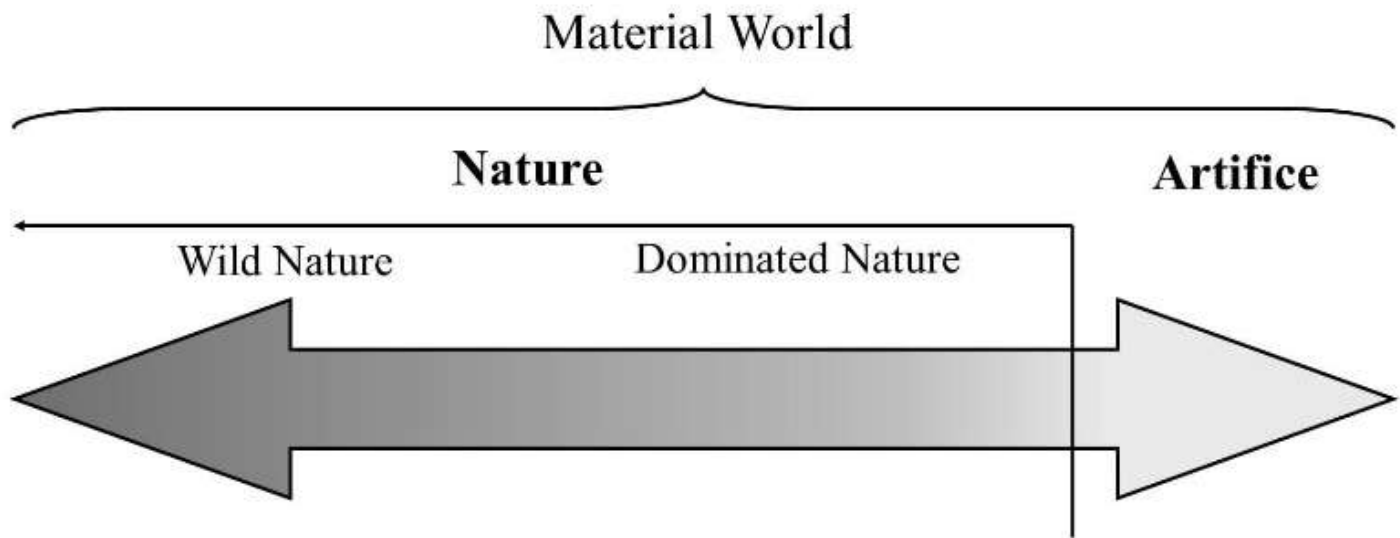 Material World
Nature
Artifice
Wild Nature
Dominated Nature